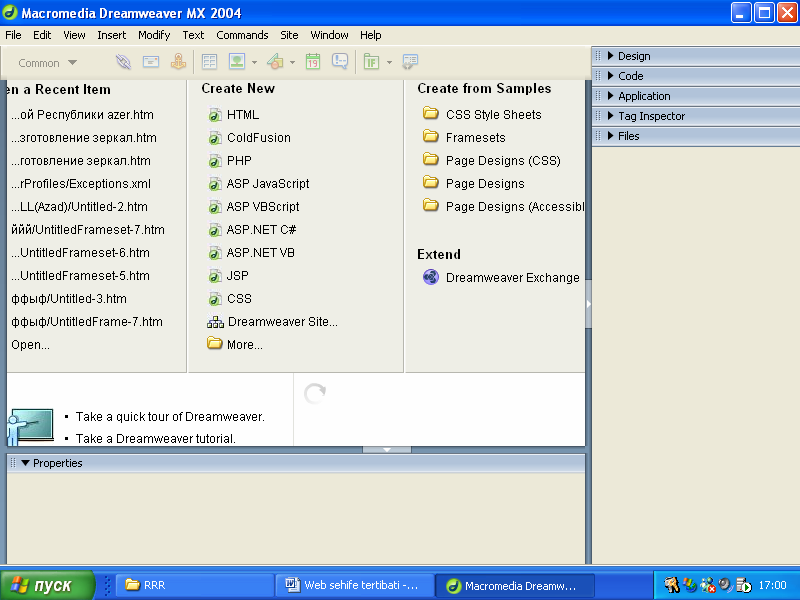 Macromedia Dreamweaver MX 2004
File Edit View Insert Modify Text Commands Site Window Help
Common
19
IF
en a Recent Item
...ой Республики azer.htm
...зготовление зеркал.htm
...готовление зеркал.htm
...rProfiles/Exceptions.xml
...LL(Azad)/Untitled-2.htm
ййй/UntitledFrameset-7.htm
...UntitledFrameset-6.htm
...UntitledFrameset-5.htm
ффыф/Untitled-3.htm
ффыф/UntitledFrame-7.htm
Open...
Create New
HTML
ColdFusion
PHP
ASP JavaScript
ASP VBScript
ASP.NET C#
ASP.NET VB
JSP
CSS
Dreamweaver Site...
More...
Create from Samples
CSS Style Sheets
Framesets
Page Designs (CSS)
Page Designs
Page Designs (Accessibl
Extend
Dreamweaver Exchange
• Take a quick tour of Dreamweaver.
• Take a Dreamweaver tutorial.
Properties
Design
Code
Application
Tag Inspector
Files
пуск
RRR
Web sehife tertibati -...
Macromedia Dreamw...
17:00